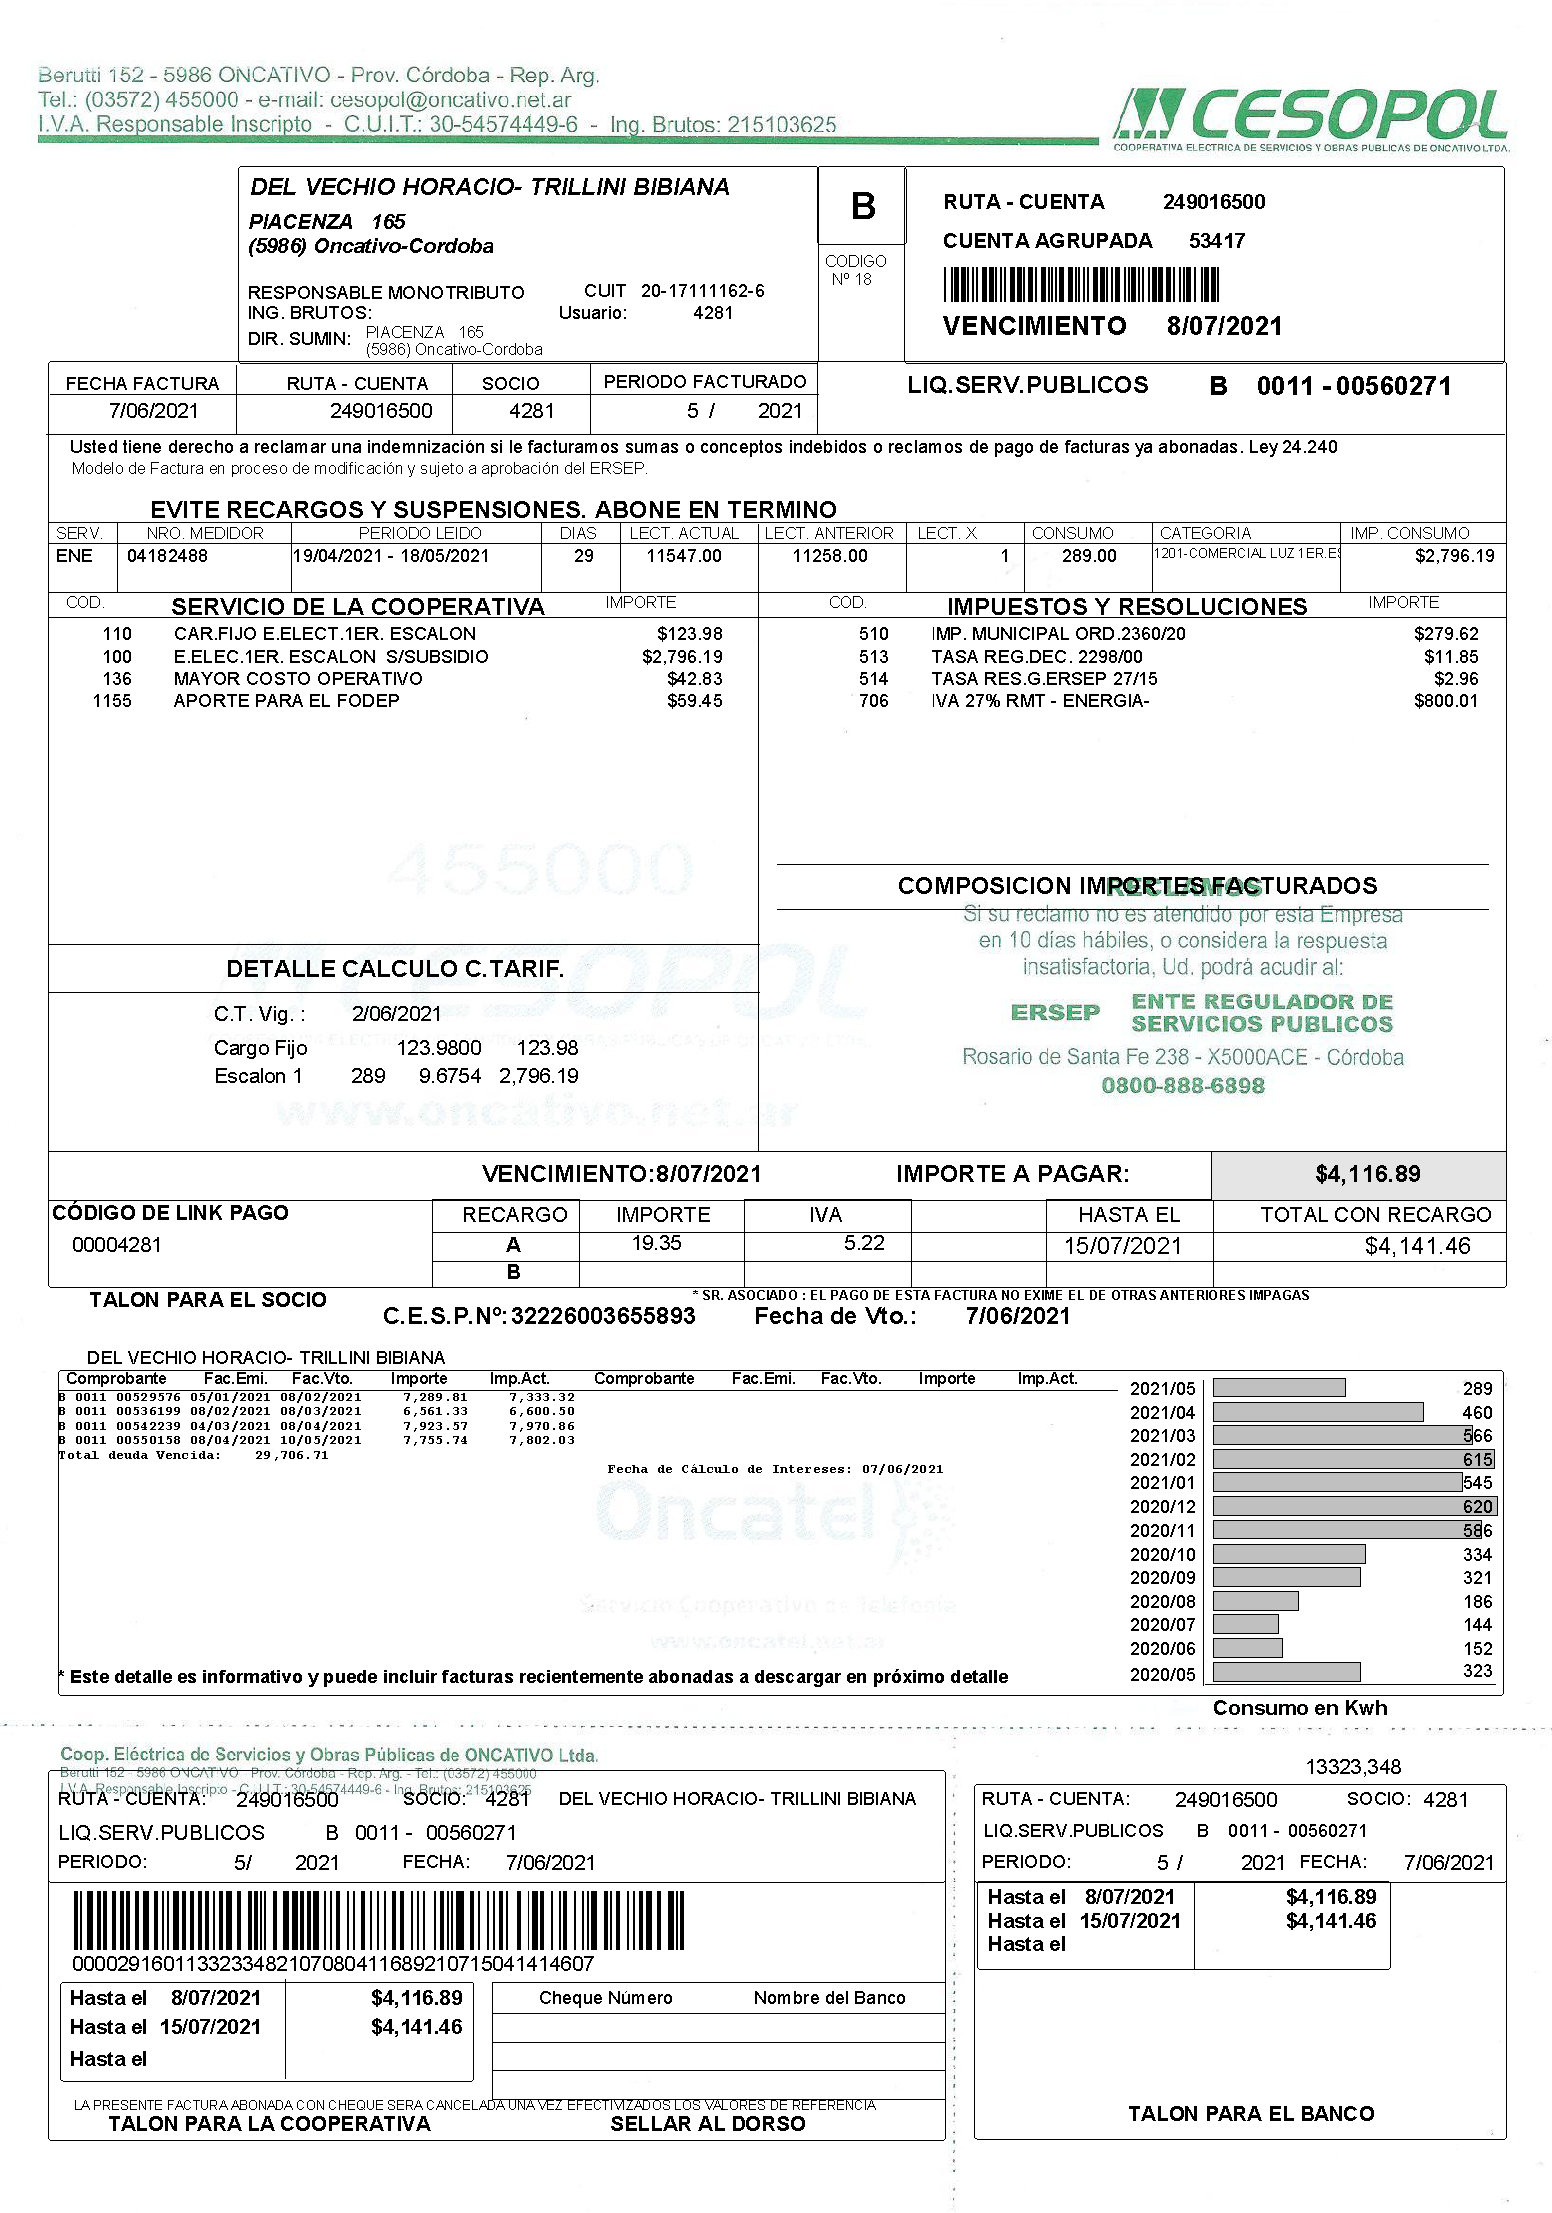 Berutti 152 - 5986 ONCATIVO - Prov. Córdoba - Rep. Arg.
Tel.: (03572) 455000 - e-mail: cesopol@oncativo.net.ar
I.V.A. Responsable Inscripto - C.U.I.T.: 30-54574449-6 - Ing. Brutos: 215103625
CESOPOL
COOPERATIVA ELECTRICA DE SERVICIOS Y OBRAS PUBLICAS DE ONCATIVO LTDA.
DEL VECHIO HORACIO- TRILLINI BIBIANA
PIACENZA 165
(5986) Oncativo-Cordoba
RESPONSABLE MONOTRIBUTO CUIT 20-17111162-6
ING. BRUTOS: Usuario: 4281
DIR. SUMIN: PIACENZA 165
(5986) Oncativo-Cordoba
B
CODIGO
Nº 18
RUTA - CUENTA 249016500
CUENTA AGRUPADA 53417
VENCIMIENTO 8/07/2021
FECHA FACTURA RUTA - CUENTA SOCIO PERIODO FACTURADO
7/06/2021 249016500 4281 5 / 2021
LIQ.SERV.PUBLICOS B 0011 - 00560271
Usted tiene derecho a reclamar una indemnización si le facturamos sumas o conceptos indebidos o reclamos de pago de facturas ya abonadas. Ley 24.240
Modelo de Factura en proceso de modificación y sujeto a aprobación del ERSEP.
EVITE RECARGOS Y SUSPENSIONES. ABONE EN TERMINO
SERV. NRO. MEDIDOR PERIODO LEIDO DIAS LECT. ACTUAL LECT. ANTERIOR LECT. X CONSUMO CATEGORIA IMP. CONSUMO
ENE 04182488 19/04/2021 - 18/05/2021 29 11547.00 11258.00 1 289.00 1201-COMERCIAL LUZ 1ER.ES $2,796.19
COD. SERVICIO DE LA COOPERATIVA IMPORTE
110 CAR.FIJO E.ELECT.1ER. ESCALON $123.98
100 E.ELEC.1ER. ESCALON S/SUBSIDIO $2,796.19
136 MAYOR COSTO OPERATIVO $42.83
1155 APORTE PARA EL FODEP $59.45
COD. IMPUESTOS Y RESOLUCIONES IMPORTE
510 IMP. MUNICIPAL ORD.2360/20 $279.62
513 TASA REG.DEC. 2298/00 $11.85
514 TASA RES.G.ERSEP 27/15 $2.96
706 IVA 27% RMT - ENERGIA- $800.01
455000
CESOPOL
www.oncativo.net.ar
DETALLE CALCULO C.TARIF.
C.T. Vig. : 2/06/2021
Cargo Fijo 123.9800 123.98
Escalon 1 289 9.6754 2,796.19
COMPOSICION IMPORTES FACTURADOS
RECLAMOS
Si su reclamo no es atendido por esta Empresa
en 10 días hábiles, o considera la respuesta
insatisfactoria, Ud. podrá acudir al:
ERSEP ENTE REGULADOR DE
SERVICIOS PUBLICOS
Rosario de Santa Fe 238 - X5000ACE - Córdoba
0800-888-6898
VENCIMIENTO:8/07/2021 IMPORTE A PAGAR: $4,116.89
CÓDIGO DE LINK PAGO
00004281
RECARGO IMPORTE IVA HASTA EL TOTAL CON RECARGO
A 19.35 5.22 15/07/2021 $4,141.46
B
* SR. ASOCIADO : EL PAGO DE ESTA FACTURA NO EXIME EL DE OTRAS ANTERIORES IMPAGAS
TALON PARA EL SOCIO
C.E.S.P.Nº: 32226003655893 Fecha de Vto.: 7/06/2021
DEL VECHIO HORACIO- TRILLINI BIBIANA
Comprobante Fac.Emi. Fac.Vto. Importe Imp.Act. Comprobante Fac.Emi. Fac.Vto. Importe Imp.Act.
B 0011 00529576 05/01/2021 08/02/2021 7,289.81 7,333.32
B 0011 00536199 08/02/2021 08/03/2021 6,561.33 6,600.50
B 0011 00542239 04/03/2021 08/04/2021 7,923.57 7,970.86
B 0011 00550158 08/04/2021 10/05/2021 7,755.74 7,802.03
Total deuda Vencida: 29,706.71
Fecha de Cálculo de Intereses: 07/06/2021
Oncatel
Servicio Cooperativo de Telefonía
www.oncatel.net.ar
* Este detalle es informativo y puede incluir facturas recientemente abonadas a descargar en próximo detalle
2021/05 289
2021/04 460
2021/03 566
2021/02 615
2021/01 545
2020/12 620
2020/11 586
2020/10 334
2020/09 321
2020/08 186
2020/07 144
2020/06 152
2020/05 323
Consumo en Kwh
Coop. Eléctrica de Servicios y Obras Públicas de ONCATIVO Ltda.
Berutti 152 - 5986 ONCATIVO - Prov. Córdoba - Rep. Arg. - Tel.: (03572) 455000
I.V.A. Responsable Inscripto - C.U.I.T.: 30-54574449-6 - Ing. Brutos: 215103625
RUTA - CUENTA: 249016500 SOCIO: 4281 DEL VECHIO HORACIO- TRILLINI BIBIANA
LIQ.SERV.PUBLICOS B 0011 - 00560271
PERIODO: 5/ 2021 FECHA: 7/06/2021
00002916011332334821070804116892107150414146​07
Hasta el 8/07/2021 $4,116.89
Hasta el 15/07/2021 $4,141.46
Hasta el
Cheque Número Nombre del Banco
LA PRESENTE FACTURA ABONADA CON CHEQUE SERA CANCELADA UNA VEZ EFECTIVIZADOS LOS VALORES DE REFERENCIA
TALON PARA LA COOPERATIVA SELLAR AL DORSO
13323,348
RUTA - CUENTA: 249016500 SOCIO: 4281
LIQ.SERV.PUBLICOS B 0011 - 00560271
PERIODO: 5 / 2021 FECHA: 7/06/2021
Hasta el 8/07/2021 $4,116.89
Hasta el 15/07/2021 $4,141.46
Hasta el
TALON PARA EL BANCO